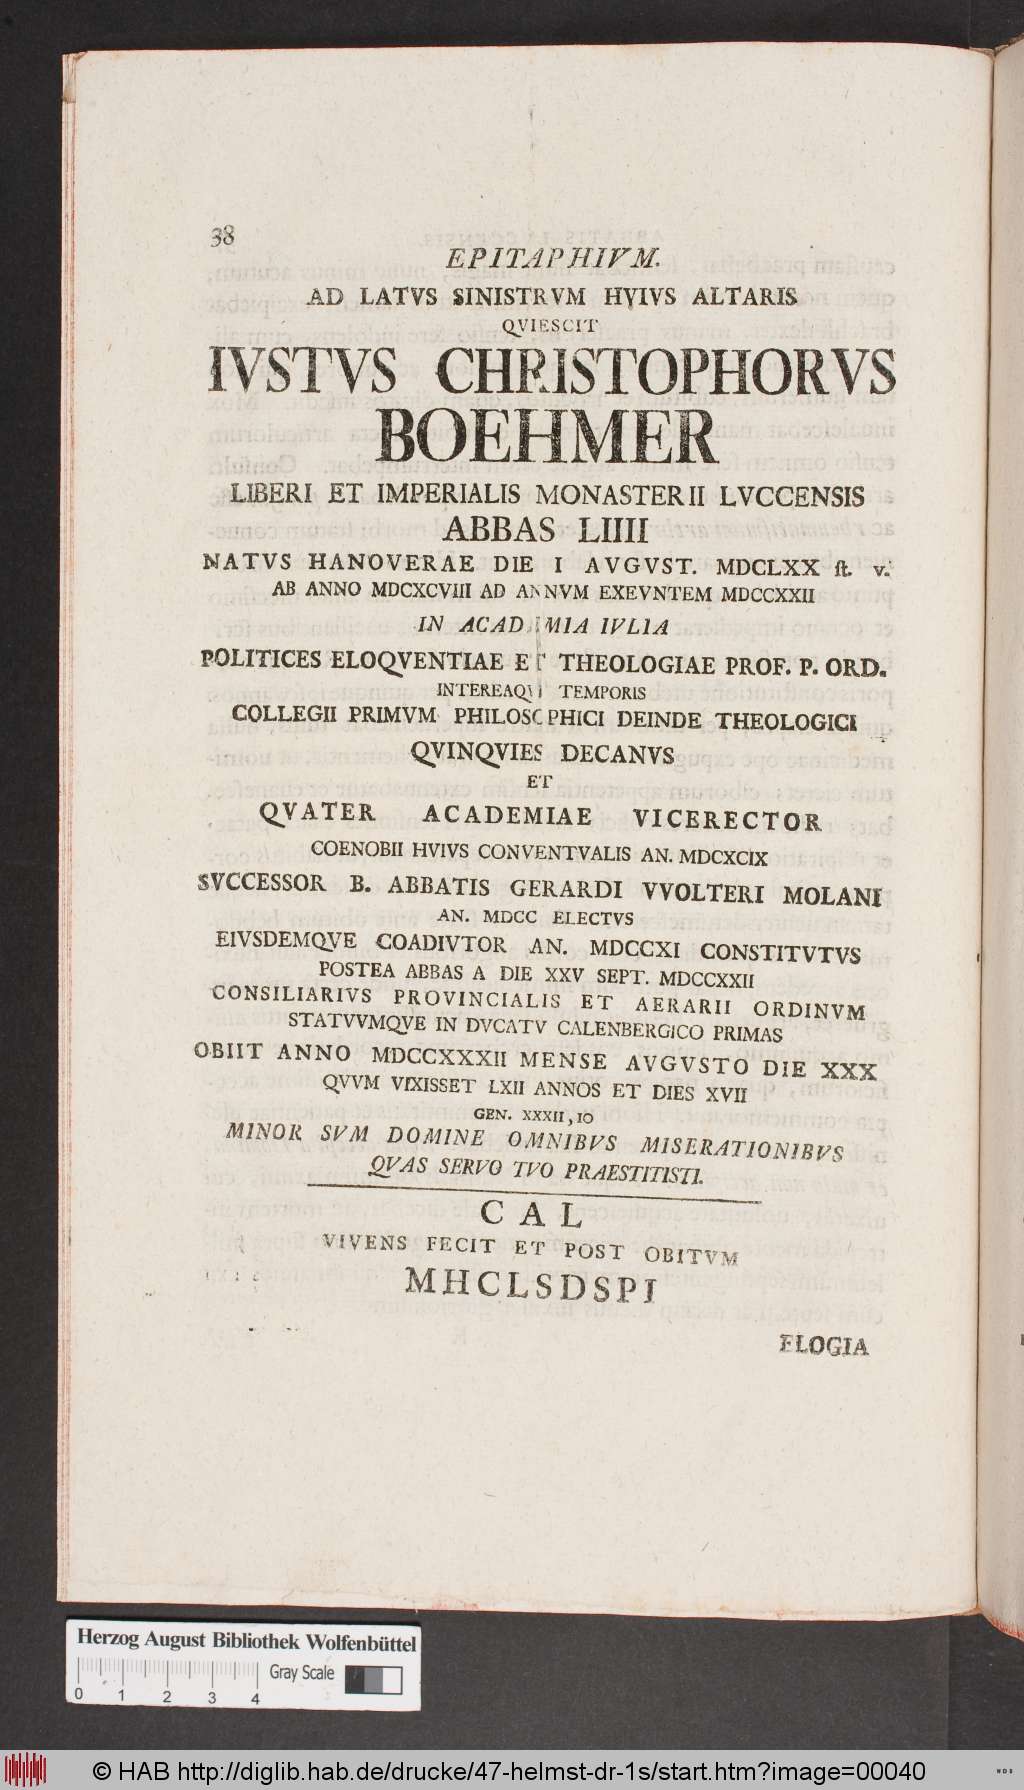 38
EPITAPHIVM.
AD LATVS SINISTRVM HVIVS ALTARIS
QVIESCIT
IVSTVS CHRISTOPHORVS
BOEHMER
LIBERI ET IMPERIALIS MONASTERII LVCCENSIS
ABBAS LIIII
NATVS HANOVERAE DIE I AVGVST. MDCLXX ſt. v.
AB ANNO MDCXCVIII AD ANNVM EXEVNTEM MDCCXXII
IN ACADEMIA IVLIA
POLITICES ELOQVENTIAE ET THEOLOGIAE PROF. P. ORD.
INTEREAQVE TEMPORIS
COLLEGII PRIMVM PHILOSOPHICI DEINDE THEOLOGICI
QVINQVIES DECANVS
ET
QVATER ACADEMIAE VICERECTOR
COENOBII HVIVS CONVENTVALIS AN. MDCXCIX
SVCCESSOR B. ABBATIS GERARDI VVOLTERI MOLANI
AN. MDCC ELECTVS
EIVSDEMQVE COADIVTOR AN. MDCCXI CONSTITVTVS
POSTEA ABBAS A DIE XXV SEPT. MDCCXXII
CONSILIARIVS PROVINCIALIS ET AERARII ORDINVM
STATVVMQVE IN DVCATV CALENBERGICO PRIMAS
OBIIT ANNO MDCCXXXII MENSE AVGVSTO DIE XXX
QVVM VIXISSET LXII ANNOS ET DIES XVII
GEN. XXXII, 10
MINOR SVM DOMINE OMNIBVS MISERATIONIBVS
QVAS SERVO TVO PRAESTITISTI.
C A L
VIVENS FECIT ET POST OBITVM
MHCLSDSPI
ELOGIA
Herzog August Bibliothek Wolfenbüttel
Gray Scale
0 1 2 3 4
© HAB http://diglib.hab.de/drucke/47-helmst-dr-1s/start.htm?image=00040